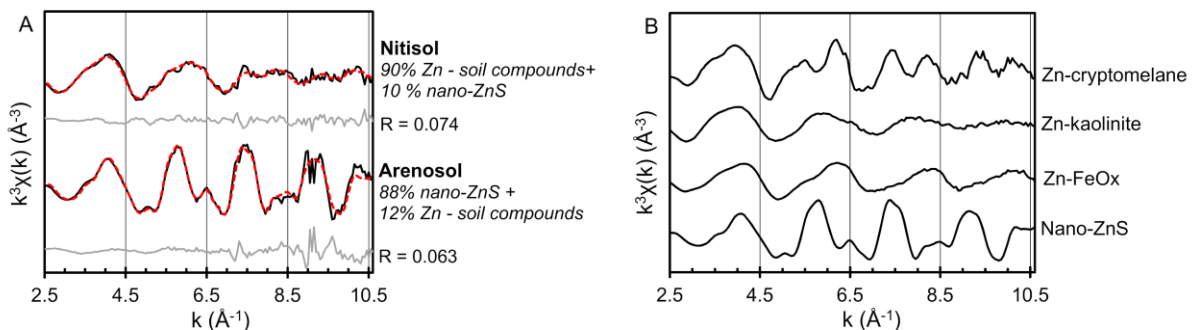 A
k³χ(k) (Å⁻³)
Nitisol
90% Zn - soil compounds+
10 % nano-ZnS
R = 0.074
Arenosol
88% nano-ZnS +
12% Zn - soil compounds
R = 0.063
2.5 4.5 6.5 8.5 10.5
k (Å⁻¹)
B
k³χ(k) (Å⁻³)
Zn-cryptomelane
Zn-kaolinite
Zn-FeOx
Nano-ZnS
2.5 4.5 6.5 8.5 10.5
k (Å⁻¹)